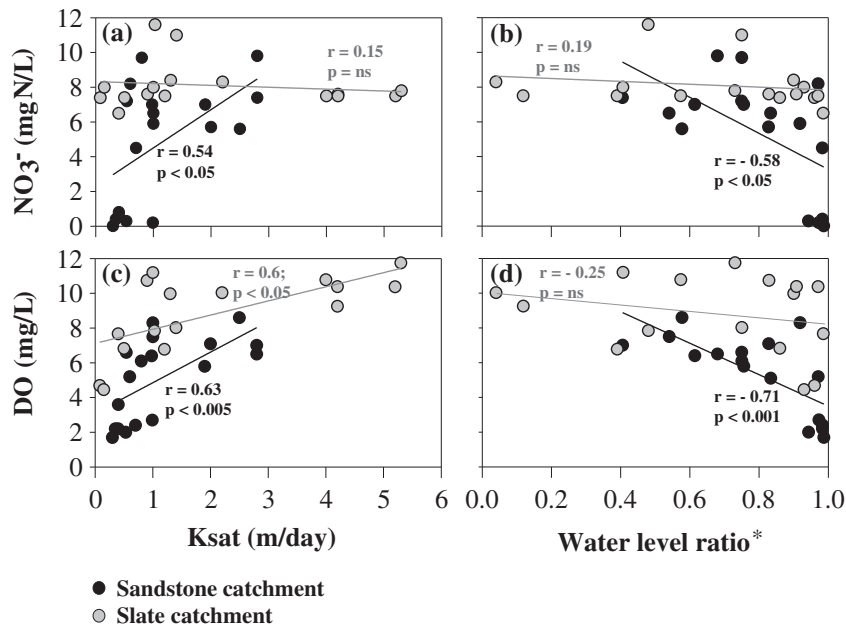 (a)
(b)
12
10
8
6
4
2
0
NO3- (mg N/L)
r = 0.15
p = ns
r = 0.54
p < 0.05
r = 0.19
p = ns
r = - 0.58
p < 0.05
(c)
(d)
12
10
8
6
4
2
0
DO (mg/L)
r = 0.6;
p < 0.05
r = 0.63
p < 0.005
r = - 0.25
p = ns
r = - 0.71
p < 0.001
0 1 2 3 4 5 6
0.0 0.2 0.4 0.6 0.8 1.0
Ksat (m/day)
Water level ratio*
Sandstone catchment
Slate catchment